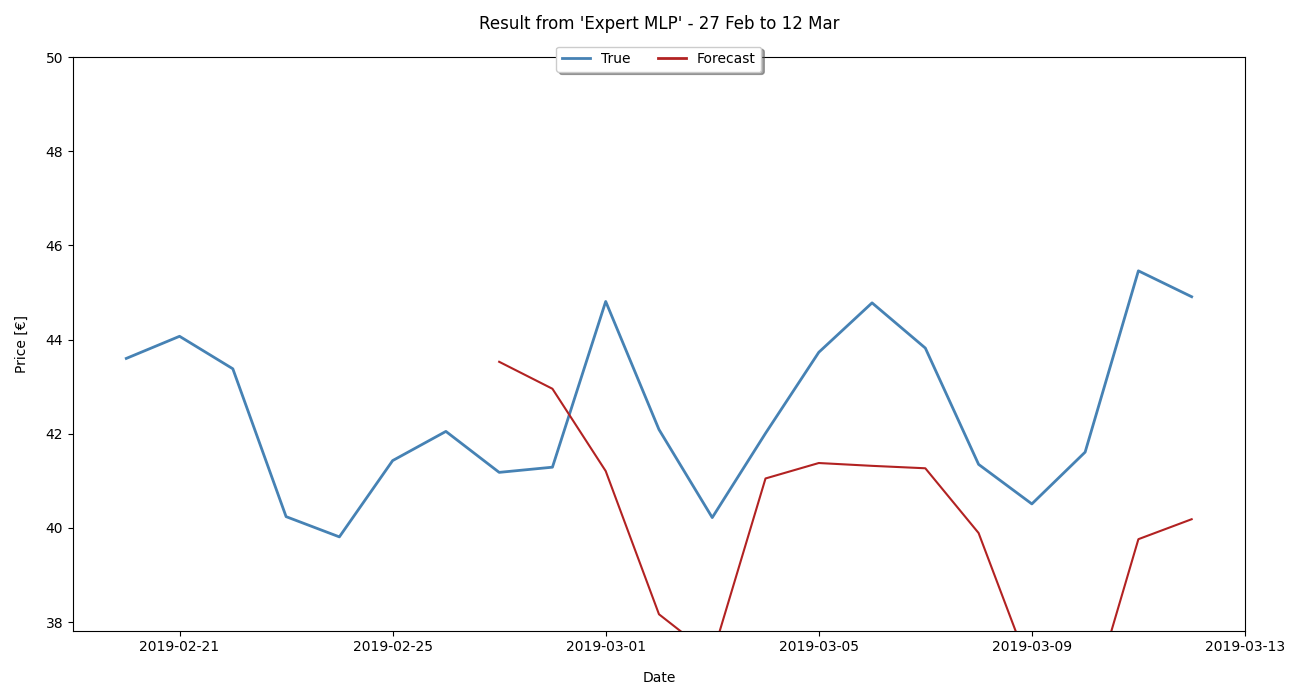 Result from 'Expert MLP' - 27 Feb to 12 Mar
True Forecast
50
48
46
44
42
40
38
Price [€]
2019-02-21 2019-02-25 2019-03-01 2019-03-05 2019-03-09 2019-03-13
Date